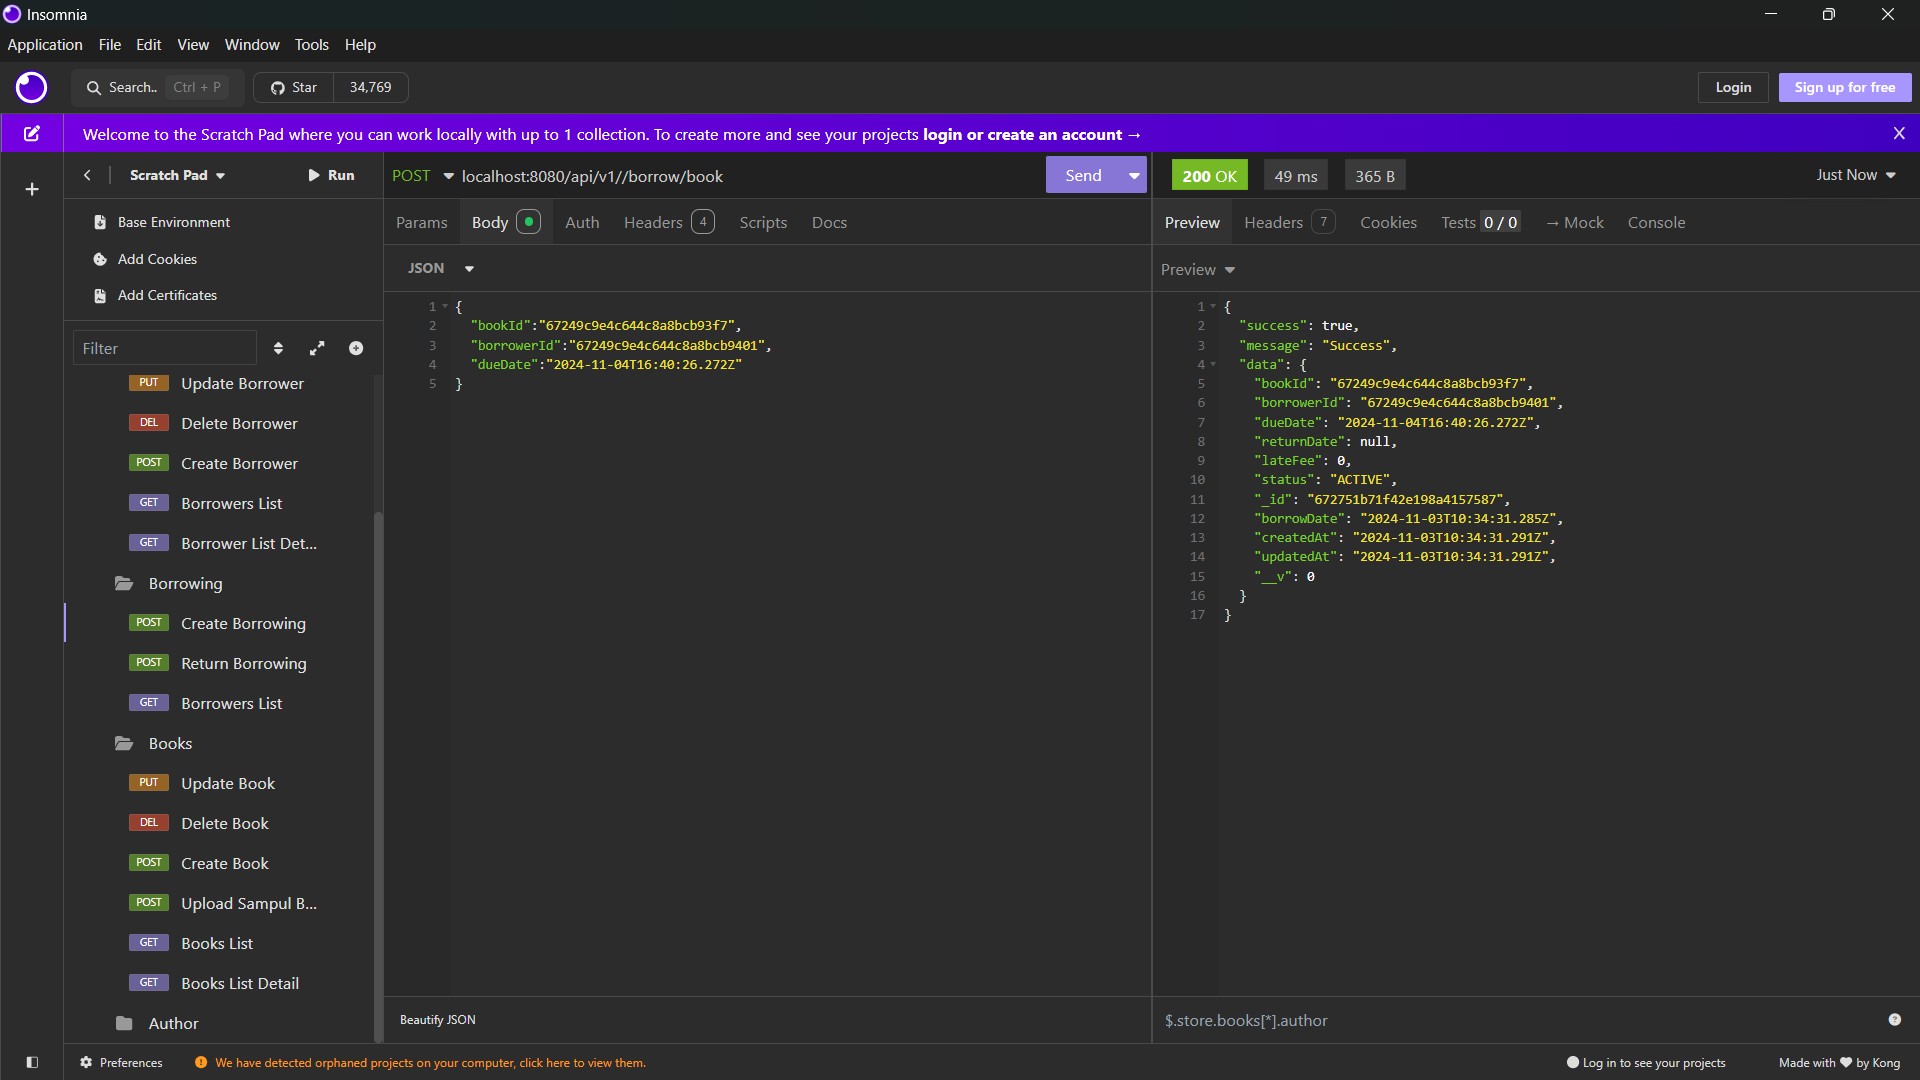 Insomnia
Application File Edit View Window Tools Help
Search.. Ctrl + P Star 34,769 Login Sign up for free
Welcome to the Scratch Pad where you can work locally with up to 1 collection. To create more and see your projects login or create an account → X
Scratch Pad Run
Base Environment
Add Cookies
Add Certificates
Filter
PUT Update Borrower
DEL Delete Borrower
POST Create Borrower
GET Borrowers List
GET Borrower List Det...
Borrowing
POST Create Borrowing
POST Return Borrowing
GET Borrowers List
Books
PUT Update Book
DEL Delete Book
POST Create Book
POST Upload Sampul B...
GET Books List
GET Books List Detail
Author
POST localhost:8080/api/v1//borrow/book Send
Params Body Auth Headers 4 Scripts Docs
JSON
1 {
2 "bookId":"67249c9e4c644c8a8bcb93f7",
3 "borrowerId":"67249c9e4c644c8a8bcb9401",
4 "dueDate":"2024-11-04T16:40:26.272Z"
5 }
Beautify JSON
200 OK 49 ms 365 B Just Now
Preview Headers 7 Cookies Tests 0 / 0 → Mock Console
Preview
1 {
2 "success": true,
3 "message": "Success",
4 "data": {
5 "bookId": "67249c9e4c644c8a8bcb93f7",
6 "borrowerId": "67249c9e4c644c8a8bcb9401",
7 "dueDate": "2024-11-04T16:40:26.272Z",
8 "returnDate": null,
9 "lateFee": 0,
10 "status": "ACTIVE",
11 "_id": "672751b71f42e198a4157587",
12 "borrowDate": "2024-11-03T10:34:31.285Z",
13 "createdAt": "2024-11-03T10:34:31.291Z",
14 "updatedAt": "2024-11-03T10:34:31.291Z",
15 "__v": 0
16 }
17 }
$.store.books[*].author
Preferences We have detected orphaned projects on your computer, click here to view them. Log in to see your projects Made with ♥ by Kong